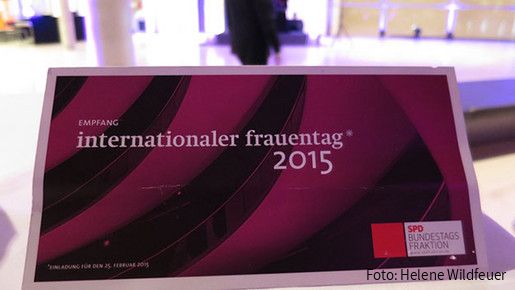 EMPFANG
internationaler frauentag*
2015
SPD
BUNDESTAGS
FRAKTION
*EINLADUNG FÜR DEN 25. FEBRUAR 2015
Foto: Helene Wildfeuer